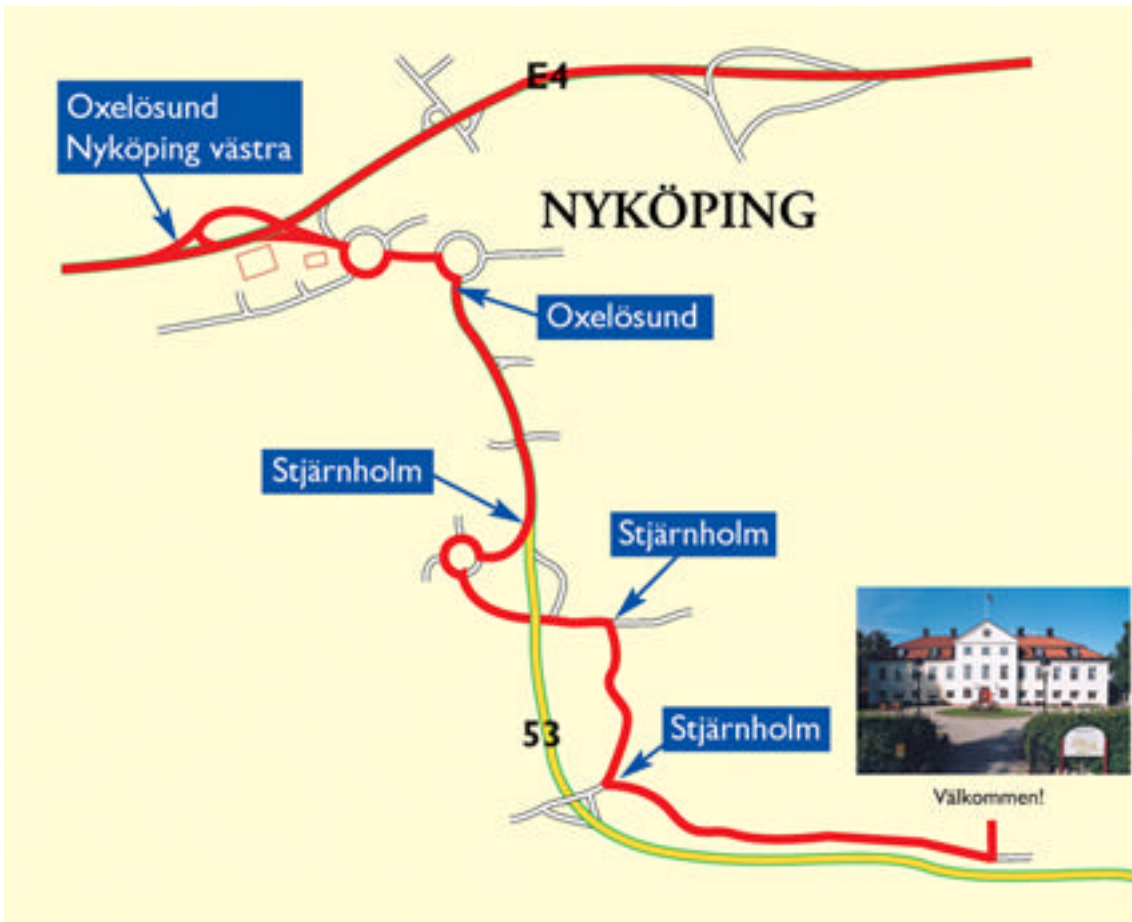 E4
Oxelösund
Nyköping västra
NYKÖPING
Oxelösund
Stjärnholm
Stjärnholm
53
Stjärnholm
Välkommen!